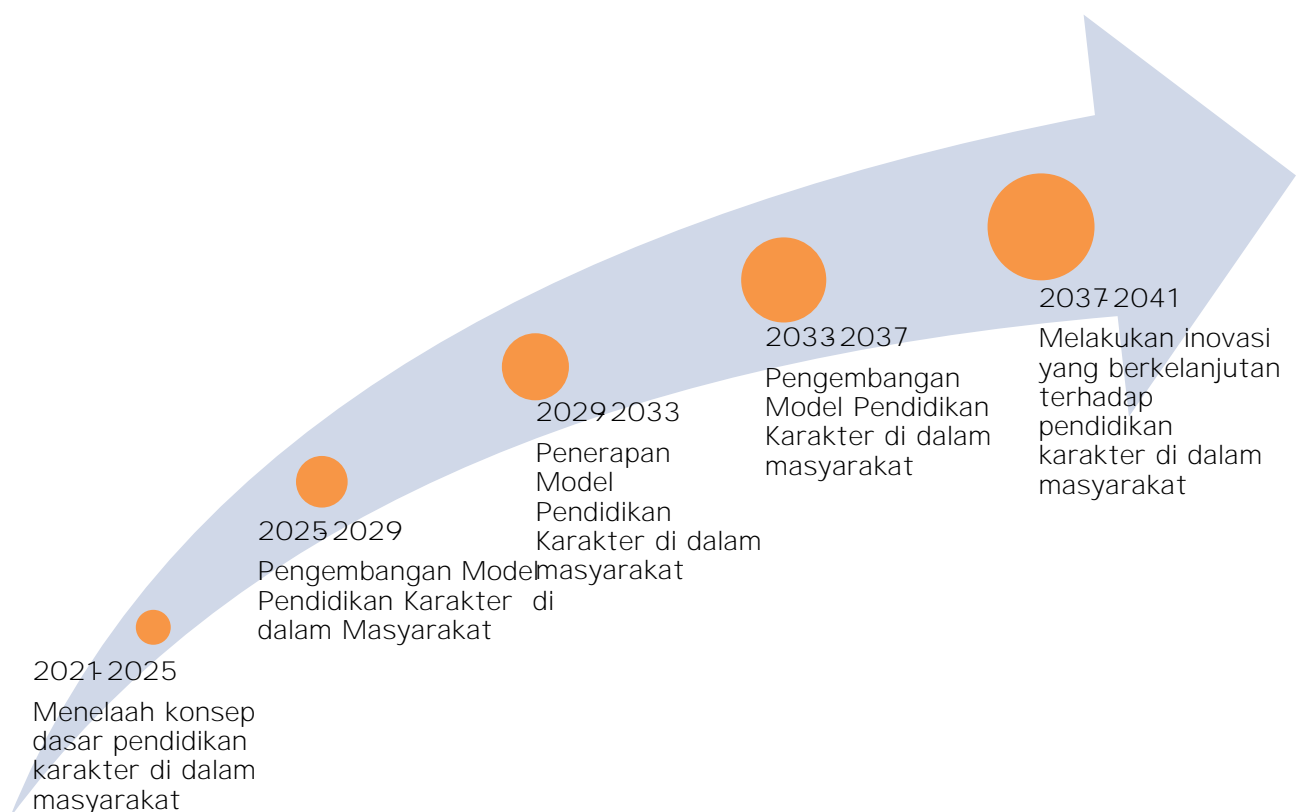 2021-2025
Menelaah konsep
dasar pendidikan
karakter di dalam
masyarakat
2025-2029
Pengembangan Model
Pendidikan Karakter di
dalam Masyarakat
2029-2033
Penerapan
Model
Pendidikan
Karakter di dalam
masyarakat
2033-2037
Pengembangan
Model Pendidikan
Karakter di dalam
masyarakat
2037-2041
Melakukan inovasi
yang berkelanjutan
terhadap
pendidikan
karakter di dalam
masyarakat